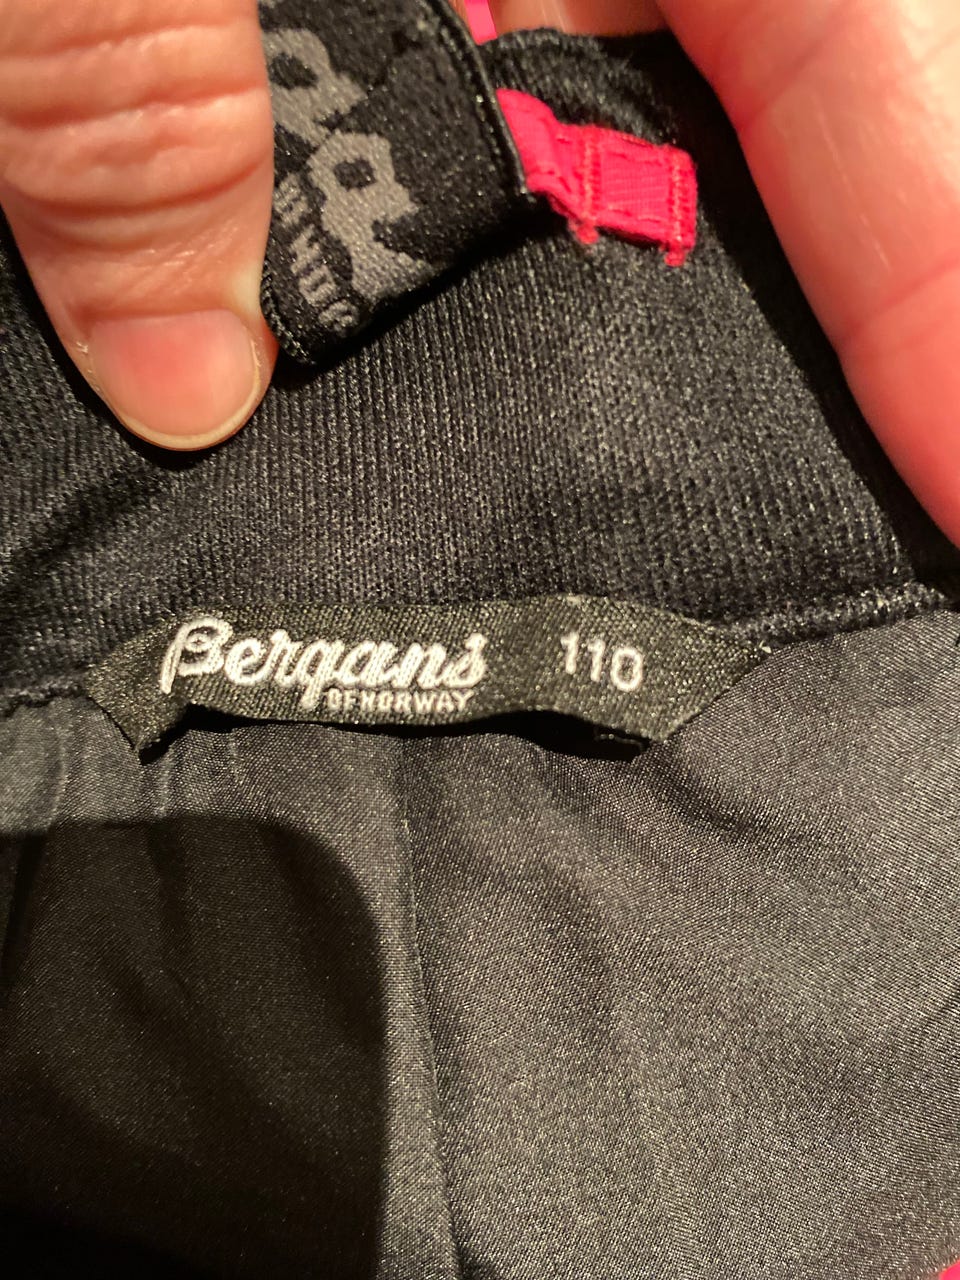 Bergans 110
OF NORWAY